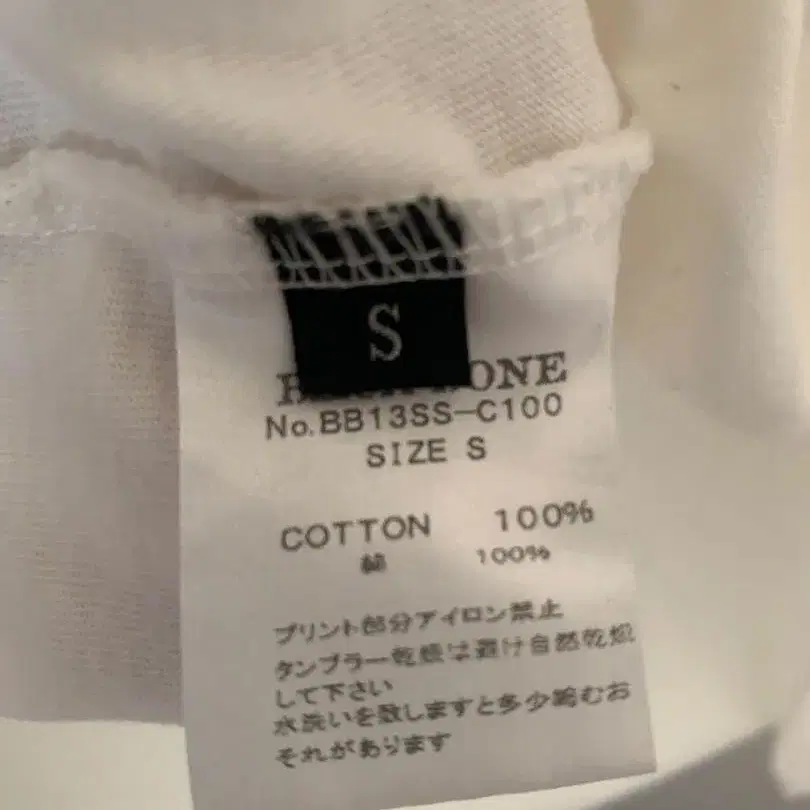 S
No.BB13SS-C100
SIZE S
COTTON 100%
綿 100%
プリント部分アイロン禁止
タンブラー乾燥は避け自然乾燥
して下さい
水洗いを致しますと多少縮むお
それがあります